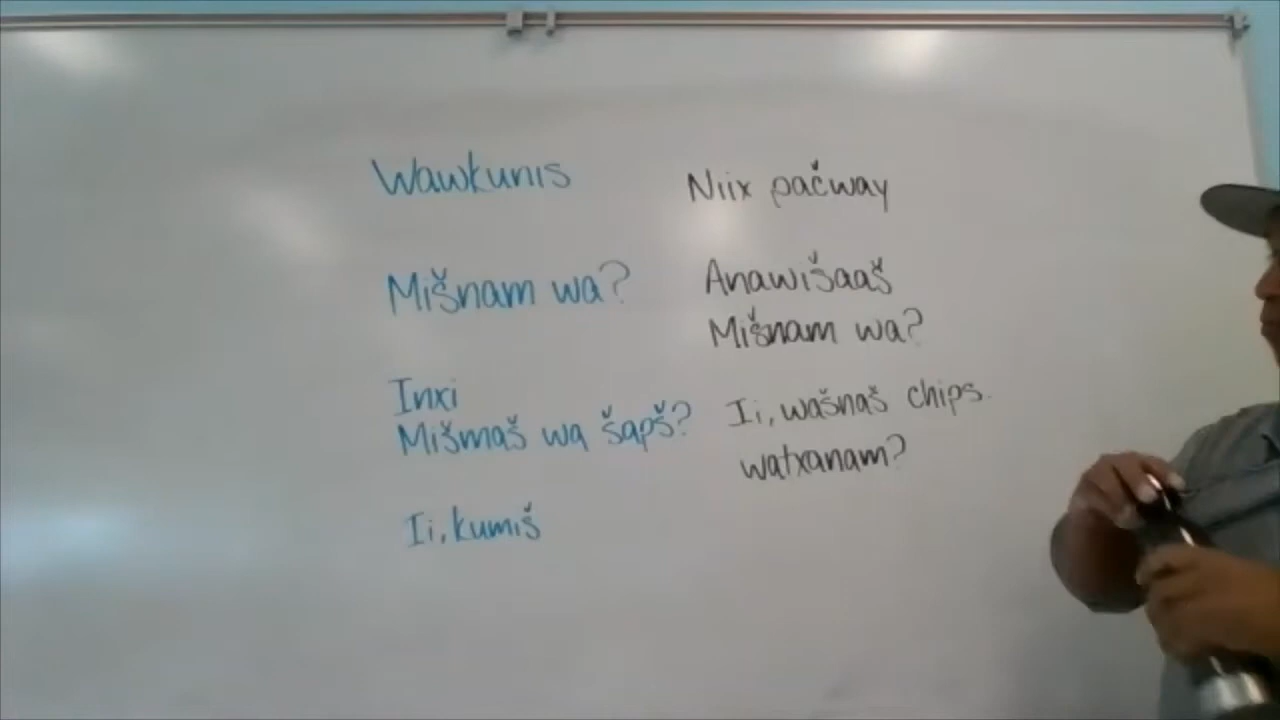 Wawkunis
Niix pačway
Mišnam wa?
Anawišaaš
Mišnam wa?
Inxi
Mišmaš wa šapš?
Ii, wašnaš chips.
watxanam?
Ii, kumiš